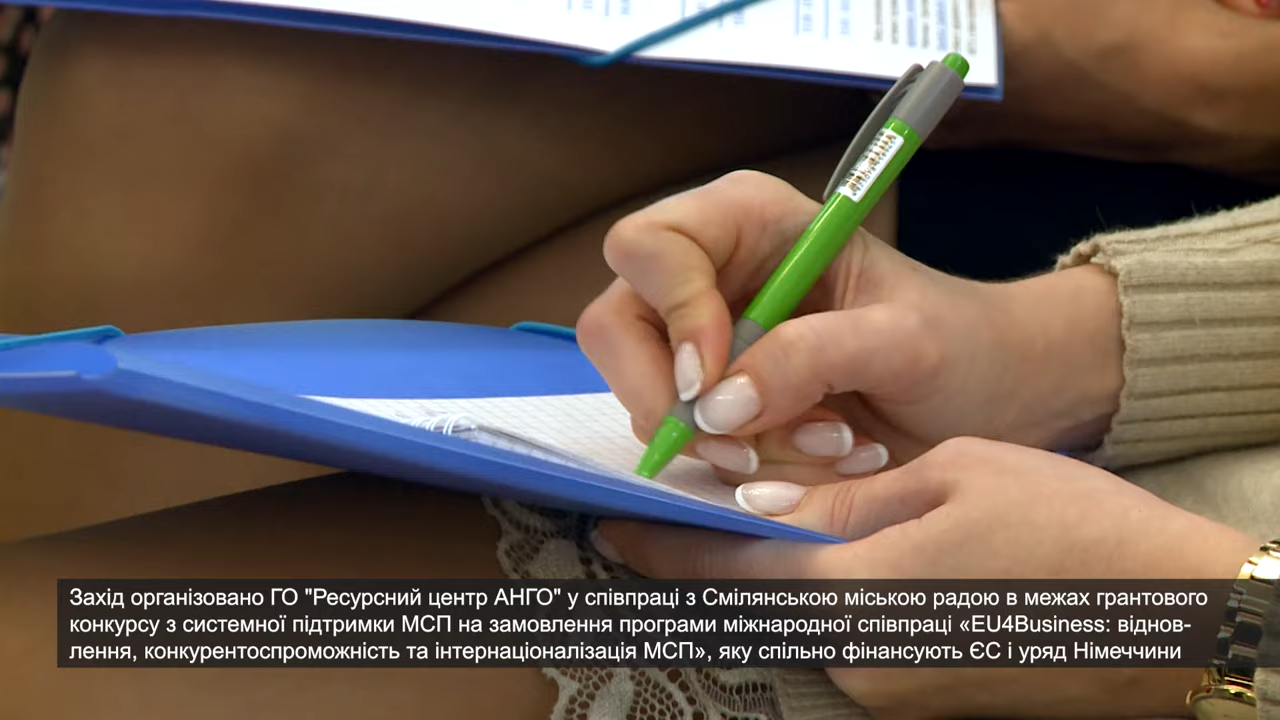 Захід організовано ГО "Ресурсний центр АНГО" у співпраці з Смілянською міською радою в межах грантового
конкурсу з системної підтримки МСП на замовлення програми міжнародної співпраці «EU4Business: віднов-
лення, конкурентоспроможність та інтернаціоналізація МСП», яку спільно фінансують ЄС і уряд Німеччини